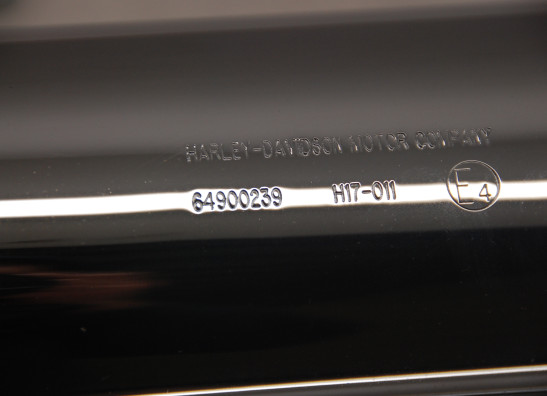 HARLEY-DAVIDSON MOTOR COMPANY
64900239 H17-011 E4